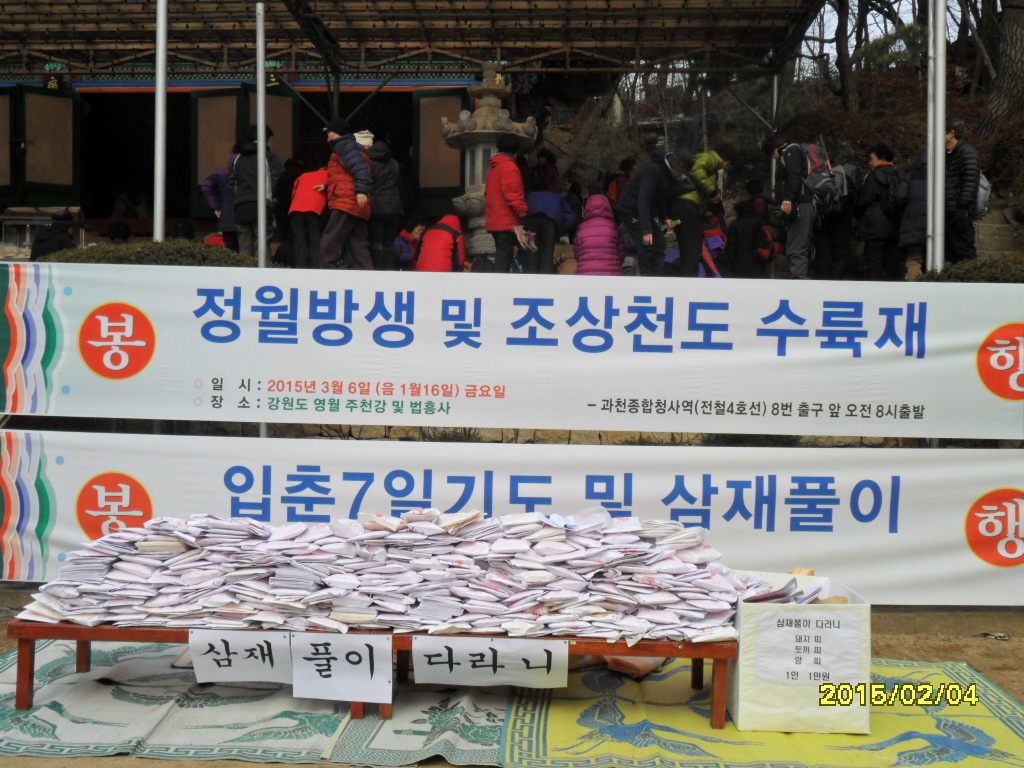 봉
정월방생 및 조상천도 수륙재
행
○ 일 시 : 2015년 3월 6일 (음 1월16일) 금요일
○ 장 소 : 강원도 영월 주천강 및 법흥사
– 과천종합청사역(전철4호선) 8번 출구 앞 오전 8시출발
봉
입춘7일기도 및 삼재풀이
행
삼재 풀이 다라니
삼재풀이 다라니
돼지 띠
토끼 띠
양 띠
1인 1만원
2015/02/04